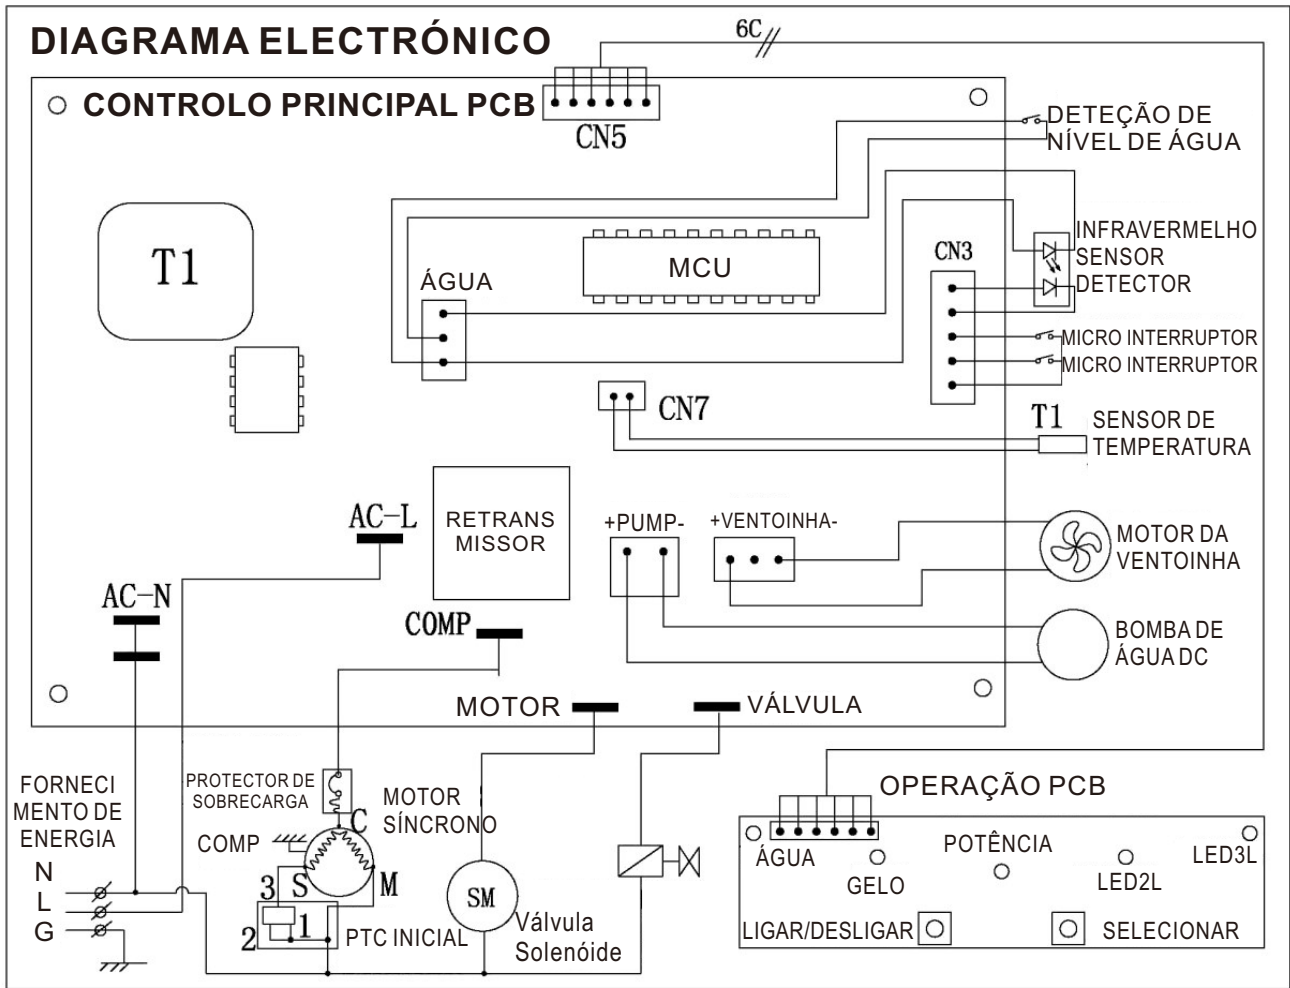 DIAGRAMA ELECTRÓNICO
6C
CONTROLO PRINCIPAL PCB
CN5
DETEÇÃO DE
NÍVEL DE ÁGUA
T1
MCU
ÁGUA
CN3
INFRAVERMELHO
SENSOR
DETECTOR
MICRO INTERRUPTOR
MICRO INTERRUPTOR
CN7
T1
SENSOR DE
TEMPERATURA
AC-L
RETRANS
MISSOR
+PUMP-
+VENTOINHA-
MOTOR DA
VENTOINHA
AC-N
COMP
BOMBA DE
ÁGUA DC
MOTOR
VÁLVULA
FORNECI
MENTO DE
ENERGIA
PROTECTOR DE
SOBRECARGA
MOTOR
SÍNCRONO
COMP
C
S
M
3
1
2
PTC INICIAL
N
L
G
SM
Válvula
Solenóide
OPERAÇÃO PCB
ÁGUA
GELO
POTÊNCIA
LED2L
LED3L
LIGAR/DESLIGAR
SELECIONAR